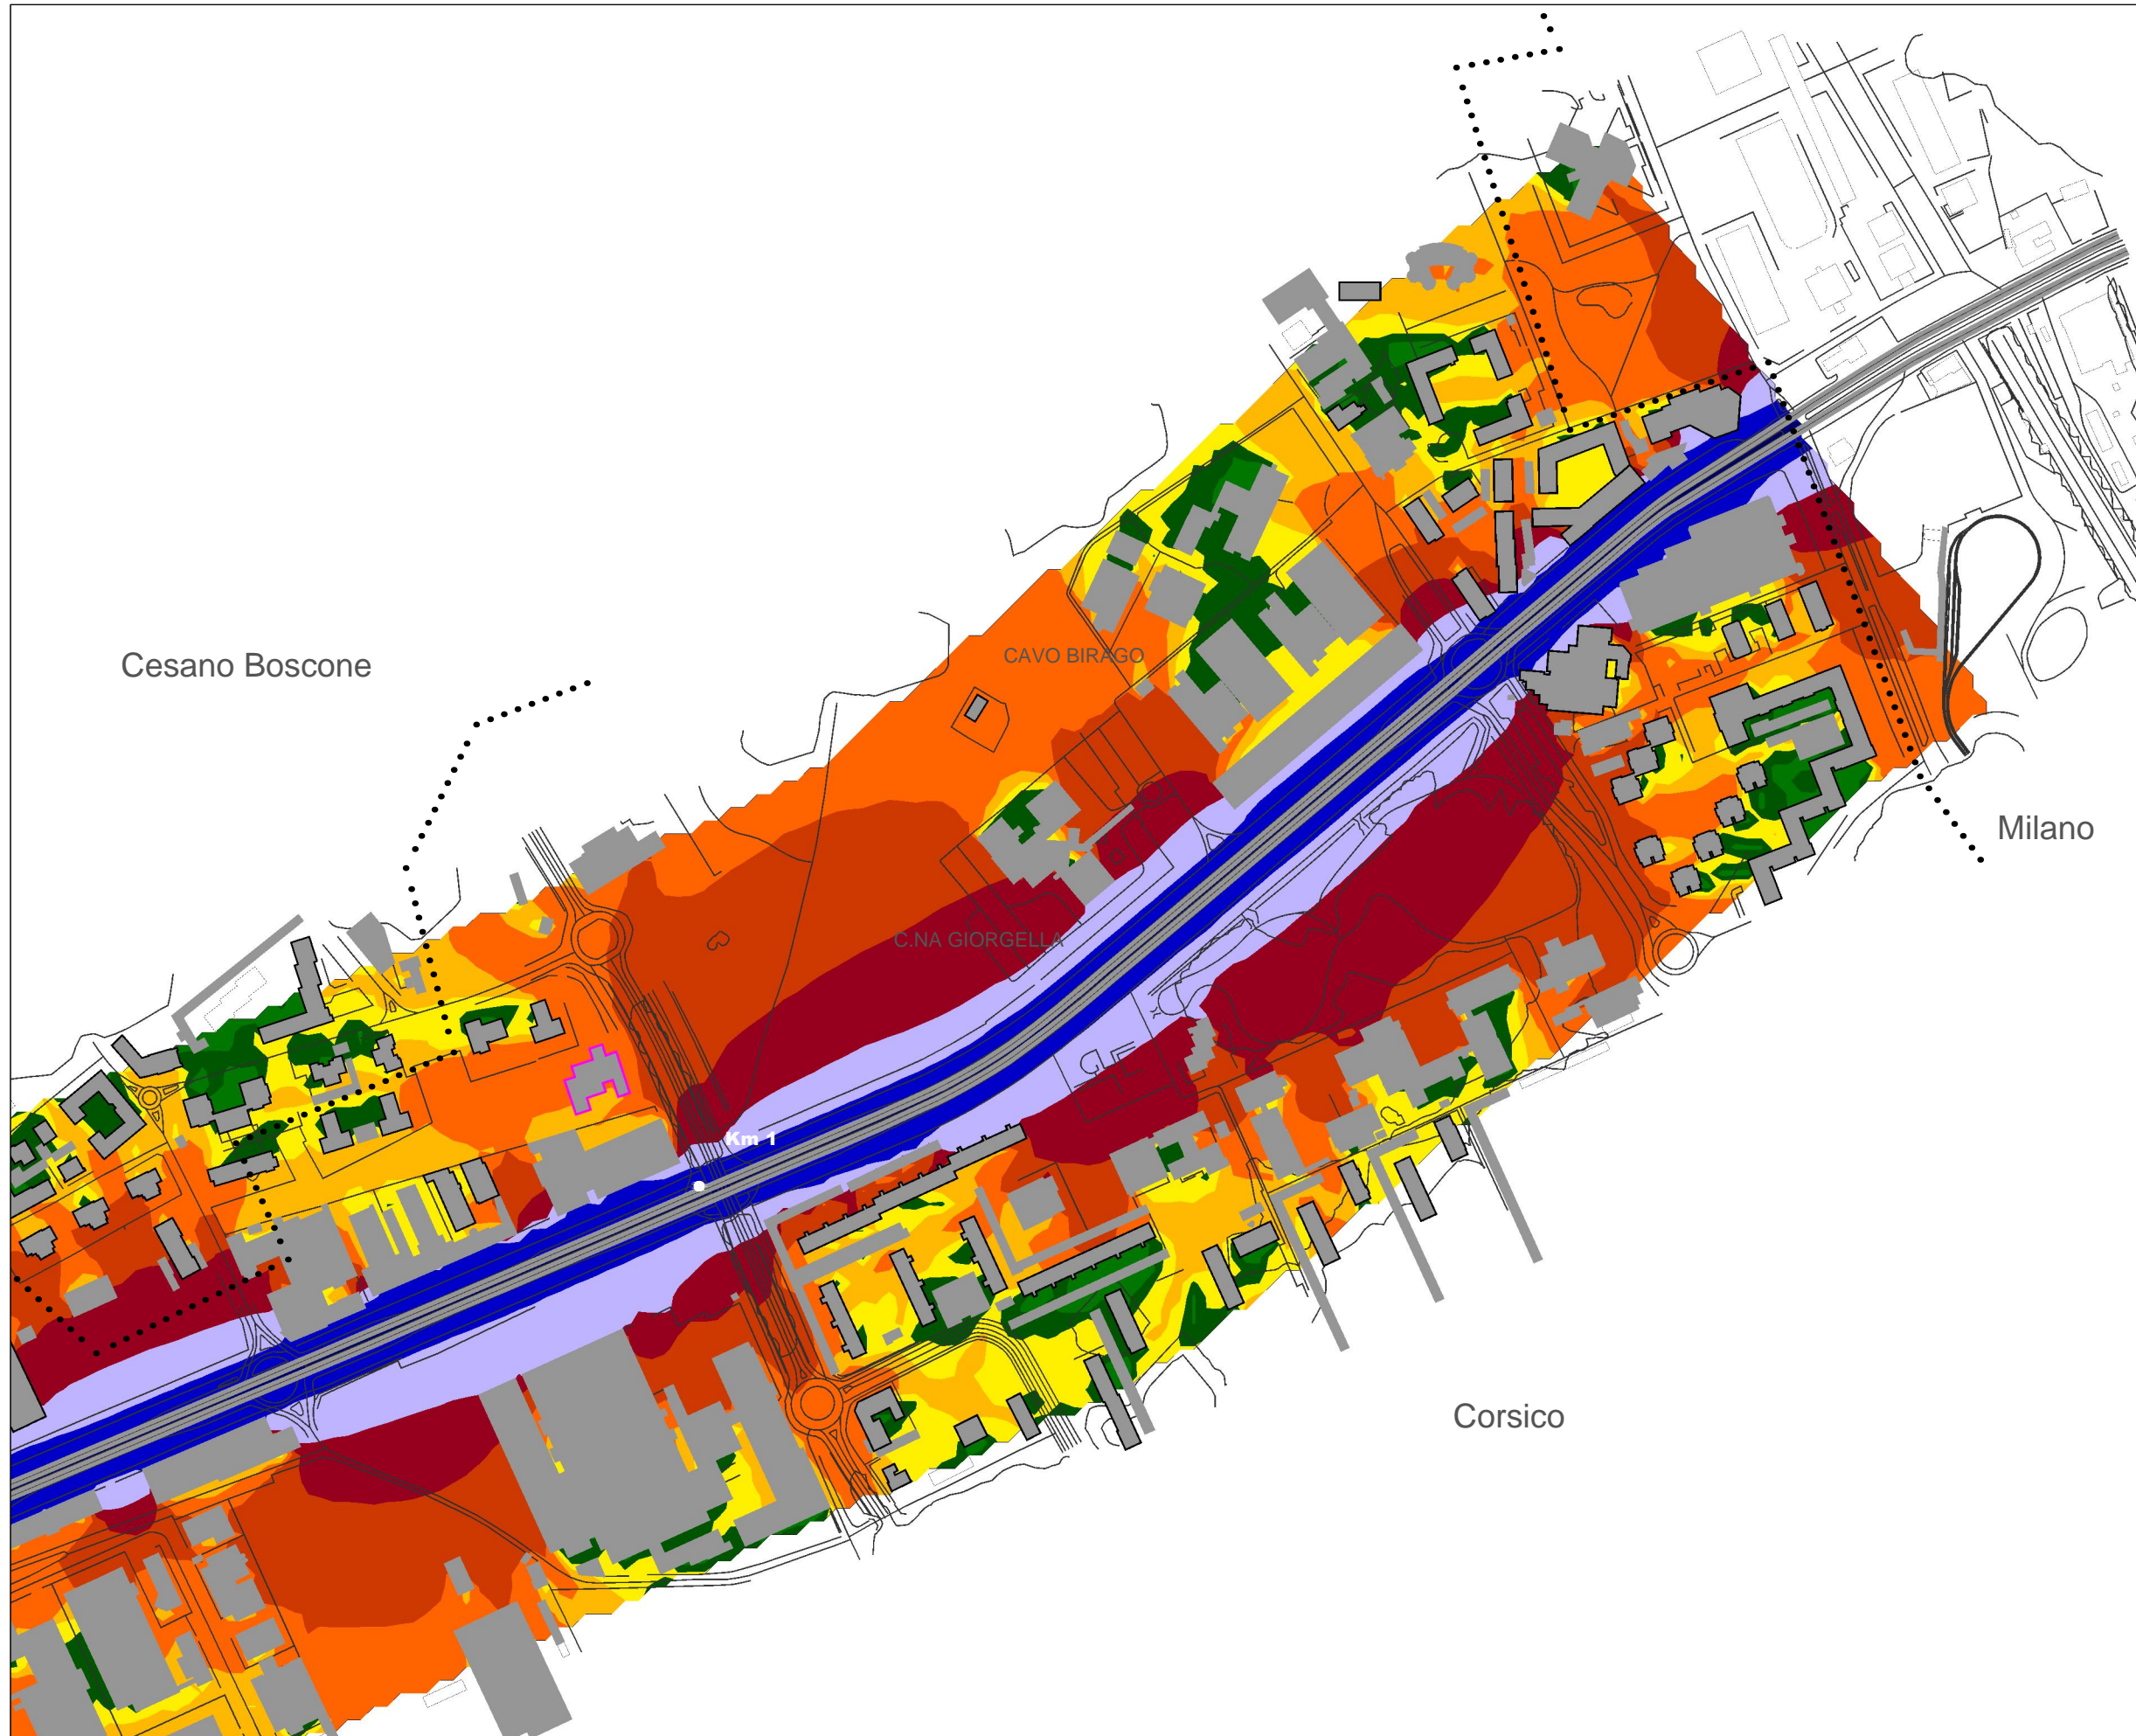 CAVO BIRAGO
Cesano Boscone
Milano
C.NA GIORGELLA
Km 1
Corsico